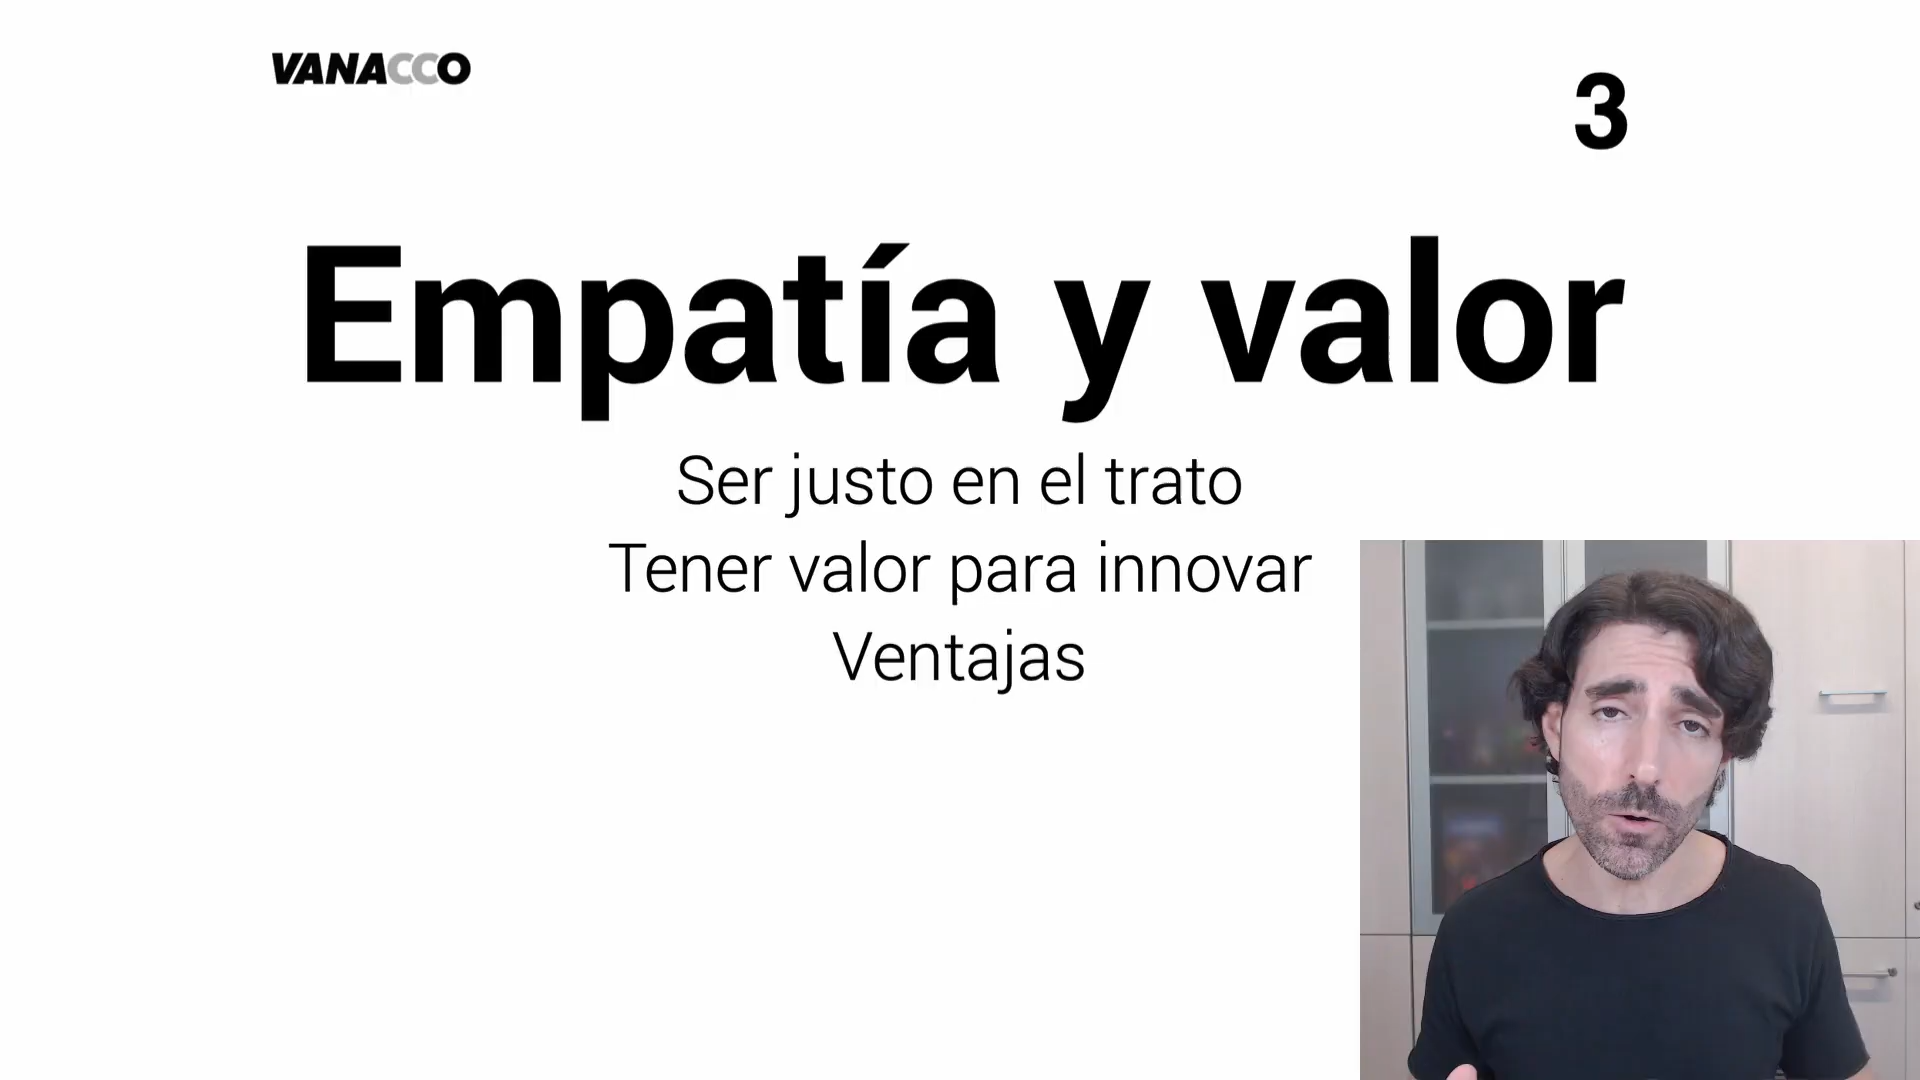 VANACCO
3
Empatía y valor
Ser justo en el trato
Tener valor para innovar
Ventajas